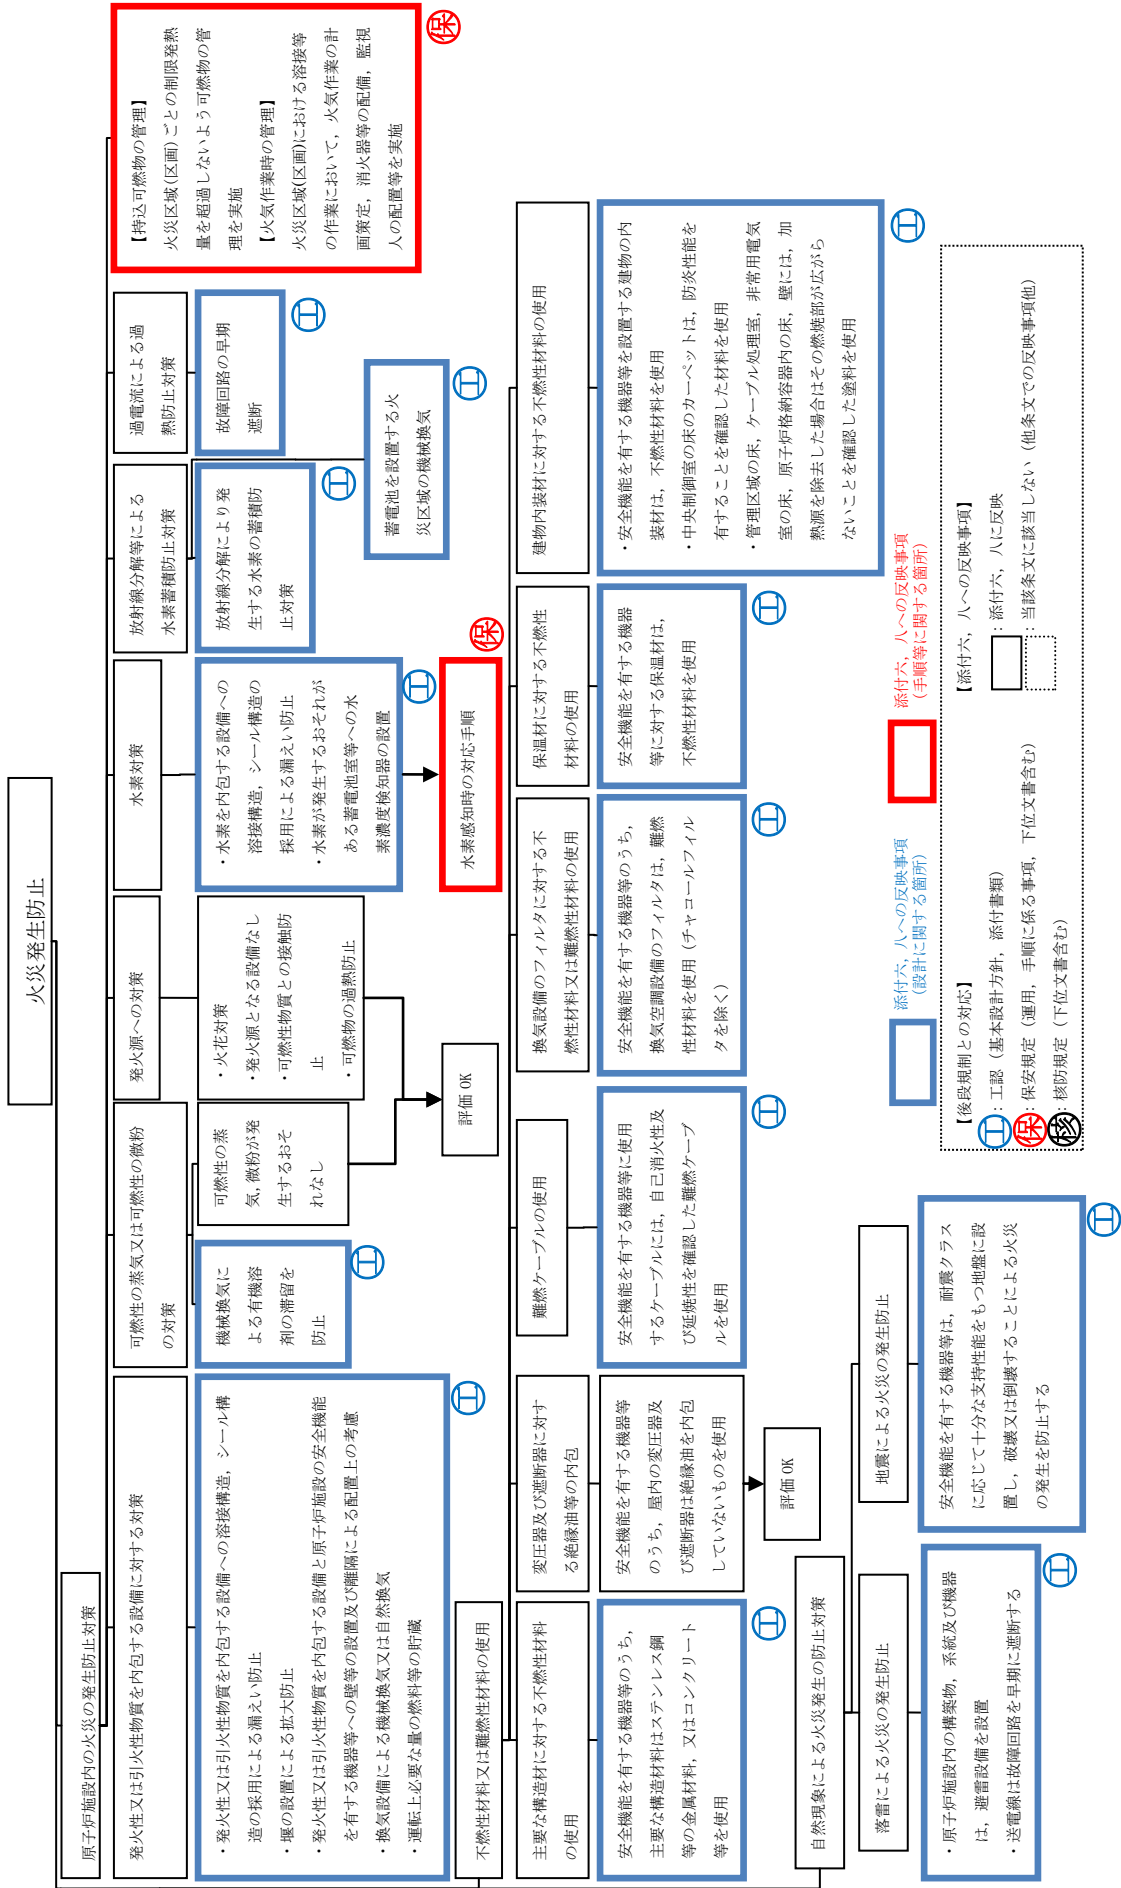 火災発生防止
原子炉施設内の火災の発生防止対策
発火性又は引火性物質を内包する設備に対する対策
・発火性又は引火性物質を内包する設備への溶接構造，シール構
造の採用による漏えい防止
・堰の設置による拡大防止
・発火性又は引火性物質を内包する設備と原子炉施設の安全機能
を有する機器等への壁等の設置及び離隔による配置上の考慮
・換気設備による機械換気又は自然換気
・運転上必要な量の燃料等の貯蔵
工
可燃性の蒸気又は可燃性の微粉
の対策
機械換気に
よる有機溶
剤の滞留を
防止
工
可燃性の蒸
気,微粉が発
生するおそ
れなし
発火源への対策
・火花対策
・発火源となる設備なし
・可燃性物質との接触防
止
・可燃物の過熱防止
評価 OK
水素対策
・水素を内包する設備への
溶接構造，シール構造の
採用による漏えい防止
・水素が発生するおそれが
ある蓄電池室等への水
素濃度検知器の設置
工
水素感知時の対応手順
保
放射線分解等による
水素蓄積防止対策
放射線分解により発
生する水素の蓄積防
止対策
工
蓄電池を設置する火
災区域の機械換気
工
過電流による過
熱防止対策
故障回路の早期
遮断
工
【持込可燃物の管理】
火災区域(区画)ごとの制限発熱
量を超過しないよう可燃物の管
理を実施
【火気作業時の管理】
火災区域(区画)における溶接等
の作業において，火気作業の計
画策定，消火器等の配備，監視
人の配置等を実施
保
不燃性材料又は難燃性材料の使用
主要な構造材に対する不燃性材料
の使用
安全機能を有する機器等のうち，
主要な構造材料はステンレス鋼
等の金属材料，又はコンクリート
等を使用
工
変圧器及び遮断器に対す
る絶縁油等の内包
安全機能を有する機器等
のうち，屋内の変圧器及
び遮断器は絶縁油を内包
していないものを使用
評価 OK
難燃ケーブルの使用
安全機能を有する機器等に使用
するケーブルには，自己消火性及
び延焼性を確認した難燃ケーブ
ルを使用
工
換気設備のフィルタに対する不
燃性材料又は難燃性材料の使用
安全機能を有する機器等のうち，
換気空調設備のフィルタは，難燃
性材料を使用（チャコールフィル
タを除く）
工
保温材に対する不燃性
材料の使用
安全機能を有する機器
等に対する保温材は，
不燃性材料を使用
工
建物内装材に対する不燃性材料の使用
・安全機能を有する機器等を設置する建物の内
装材は，不燃性材料を使用
・中央制御室の床のカーペットは，防炎性能を
有することを確認した材料を使用
・管理区域の床，ケーブル処理室，非常用電気
室の床，原子炉格納容器内の床，壁には，加
熱源を除去した場合はその燃焼部が広がら
ないことを確認した塗料を使用
工
自然現象による火災発生の防止対策
落雷による火災の発生防止
・原子炉施設内の構築物，系統及び機器
は，避雷設備を設置
・送電線は故障回路を早期に遮断する
工
地震による火災の発生防止
安全機能を有する機器等は，耐震クラス
に応じて十分な支持性能をもつ地盤に設
置し，破壊又は倒壊することによる火災
の発生を防止する
工
添付六，八への反映事項
（設計に関する箇所）
添付六，八への反映事項
（手順等に関する箇所）
【後段規制との対応】
工：工認（基本設計方針，添付書類）
保：保安規定（運用，手順に係る事項，下位文書含む）
核：核防規定（下位文書含む）
【添付六，八への反映事項】
：添付六，八に反映
：当該条文に該当しない（他条文での反映事項他）